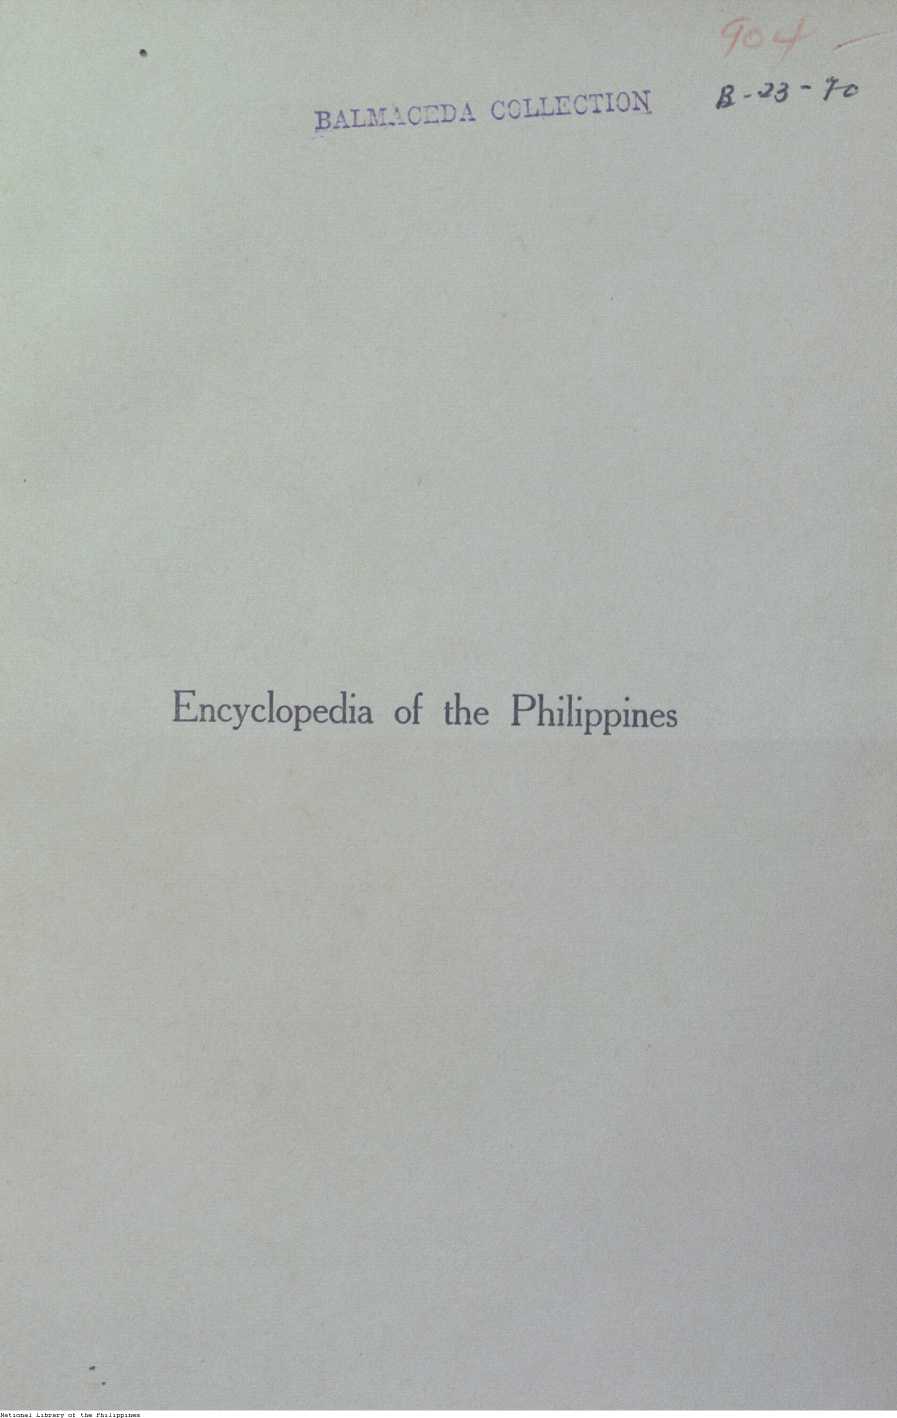 904 -
BALMACEDA COLLECTION
B-23-70
Encyclopedia of the Philippines
National Library of the Philippines